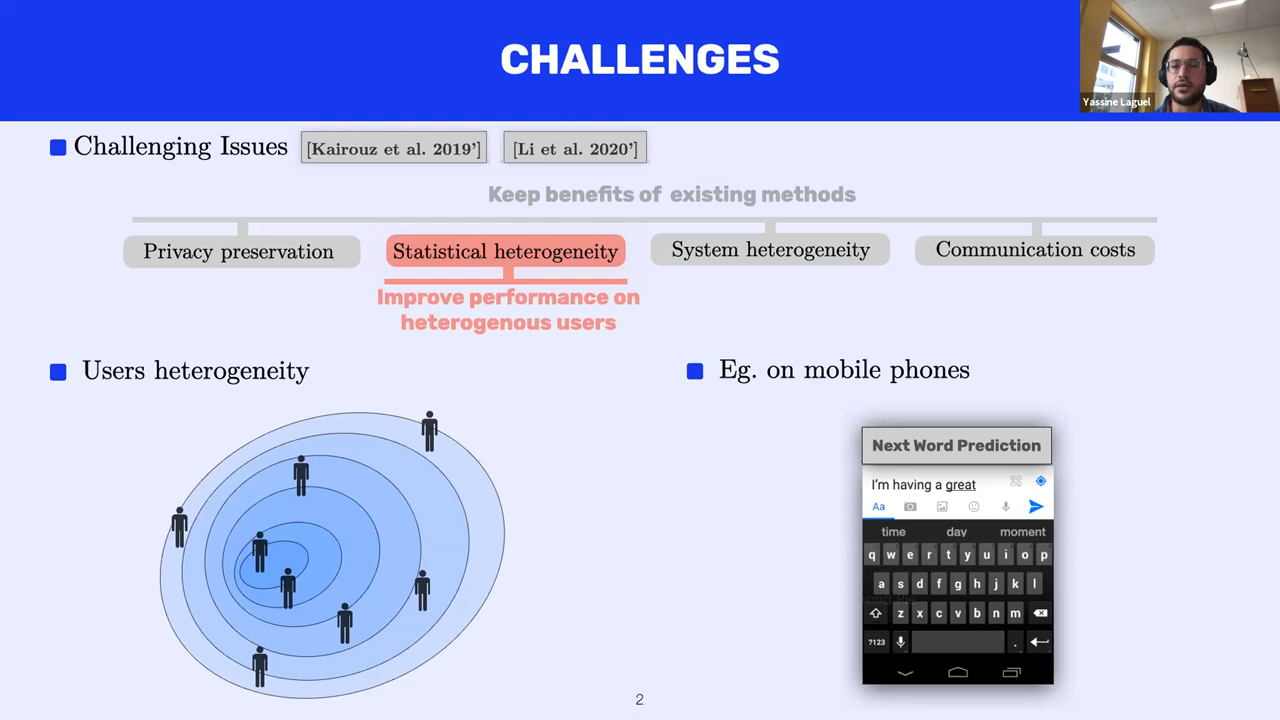 CHALLENGES
Yassine Laguel
Challenging Issues [Kairouz et al. 2019'] [Li et al. 2020']
Keep benefits of existing methods
Privacy preservation Statistical heterogeneity System heterogeneity Communication costs
Improve performance on
heterogenous users
Users heterogeneity
Eg. on mobile phones
Next Word Prediction
I'm having a great
Aa
time day moment
q w e r t y u i o p
a s d f g h j k l
z x c v b n m
?123 .
2